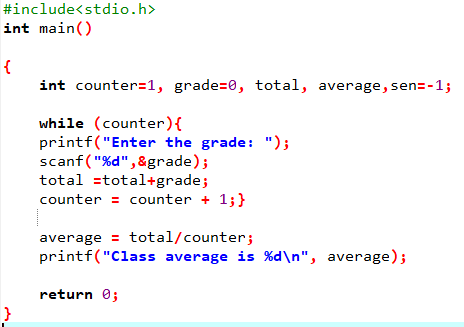 #include<stdio.h>
int main()
{
int counter=1, grade=0, total, average,sen=-1;
while (counter){
printf("Enter the grade: ");
scanf("%d",&grade);
total =total+grade;
counter = counter + 1;}
average = total/counter;
printf("Class average is %d\n", average);
return 0;
}